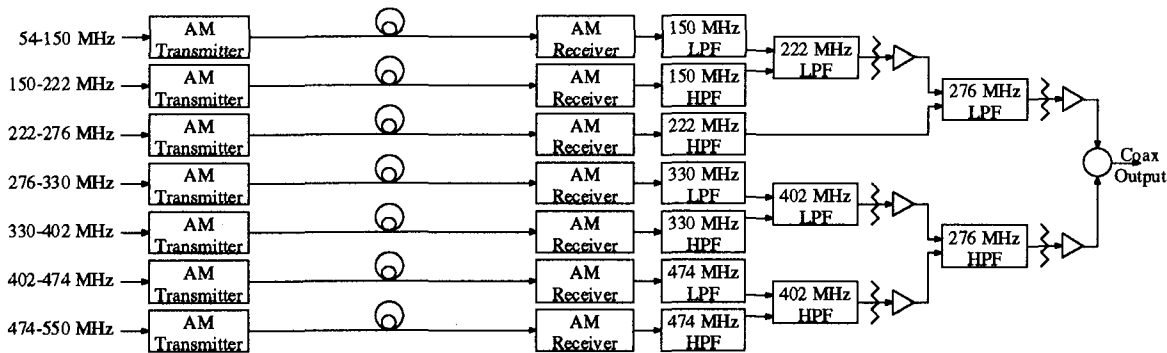 54-150 MHz AM Transmitter AM Receiver 150 MHz LPF
222 MHz LPF
150-222 MHz AM Transmitter AM Receiver 150 MHz HPF
276 MHz LPF
222-276 MHz AM Transmitter AM Receiver 222 MHz HPF
Coax Output
276-330 MHz AM Transmitter AM Receiver 330 MHz LPF
402 MHz LPF
330-402 MHz AM Transmitter AM Receiver 330 MHz HPF
276 MHz HPF
402-474 MHz AM Transmitter AM Receiver 474 MHz LPF
402 MHz HPF
474-550 MHz AM Transmitter AM Receiver 474 MHz HPF